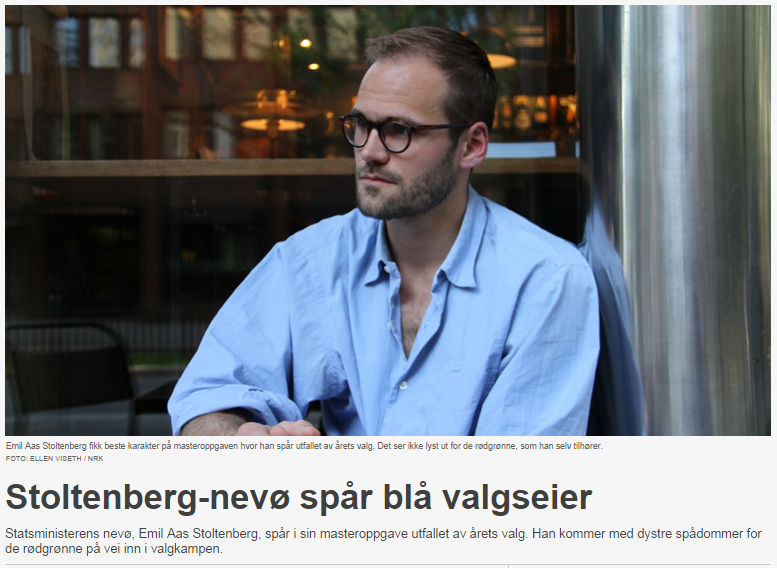 Emil Aas Stoltenberg fikk beste karakter på masteroppgaven hvor han spår utfallet av årets valg. Det ser ikke lyst ut for de rødgrønne, som han selv tilhører.
FOTO: ELLEN VISETH / NRK
Stoltenberg-nevø spår blå valgseier
Statsministerens nevø, Emil Aas Stoltenberg, spår i sin masteroppgave utfallet av årets valg. Han kommer med dystre spådommer for
de rødgrønne på vei inn i valgkampen.